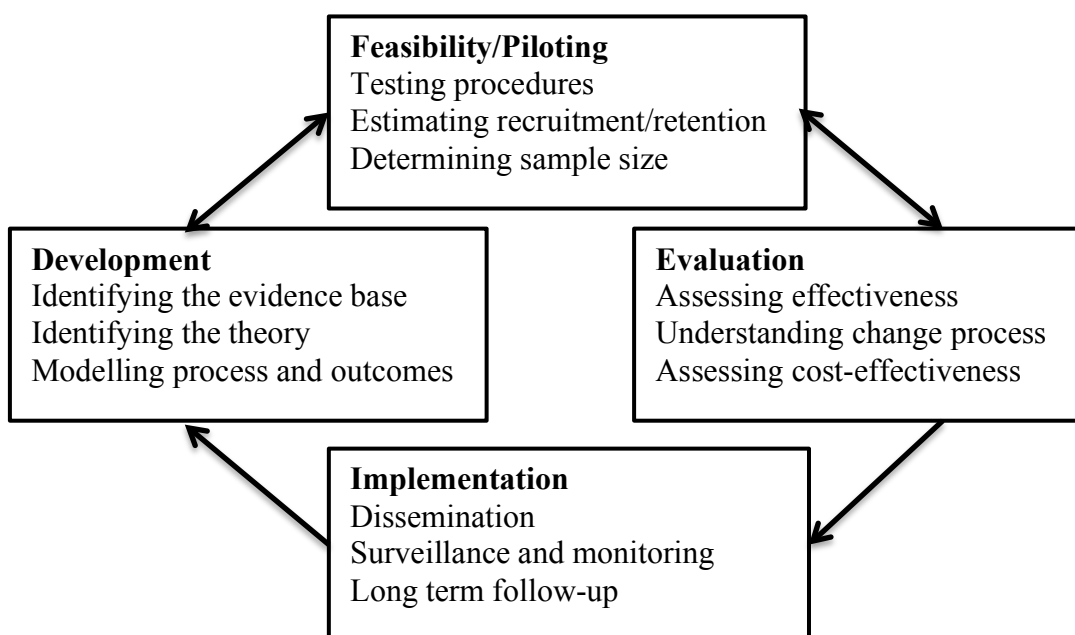 Feasibility/Piloting
Testing procedures
Estimating recruitment/retention
Determining sample size
Development
Identifying the evidence base
Identifying the theory
Modelling process and outcomes
Evaluation
Assessing effectiveness
Understanding change process
Assessing cost-effectiveness
Implementation
Dissemination
Surveillance and monitoring
Long term follow-up